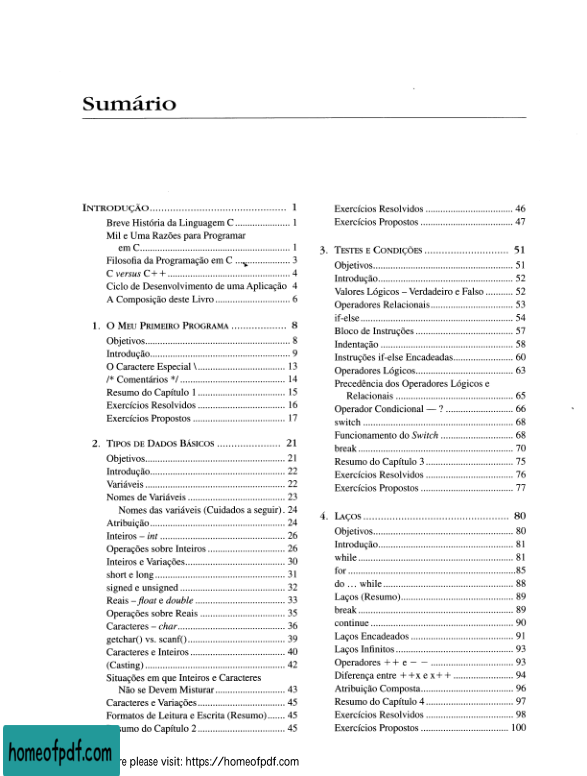 Sumário
INTRODUÇÃO............................................... 1
Breve História da Linguagem C...................... 1
Mil e Uma Razões para Programar
em C...................................................... 1
Filosofia da Programação em C .................... 3
C versus C++ ........................................... 4
Ciclo de Desenvolvimento de uma Aplicação 4
A Composição deste Livro ........................... 6
1. O MEU PRIMEIRO PROGRAMA .................. 8
Objetivos.................................................... 8
Introdução.................................................. 9
O Caractere Especial \ ................................ 13
/* Comentários */ ...................................... 14
Resumo do Capítulo 1 ................................ 15
Exercícios Resolvidos ................................ 16
Exercícios Propostos ................................. 17
2. TIPOS DE DADOS BÁSICOS ..................... 21
Objetivos.................................................... 21
Introdução.................................................. 22
Variáveis ................................................... 22
Nomes de Variáveis ................................... 23
Nomes das variáveis (Cuidados a seguir). 24
Atribuição.................................................. 24
Inteiros – int .............................................. 26
Operações sobre Inteiros ............................ 26
Inteiros e Variações.................................... 30
short e long................................................ 31
signed e unsigned ...................................... 32
Reais – float e double ................................. 33
Operações sobre Reais ............................... 35
Caracteres – char........................................ 36
getchar() vs. scanf().................................... 39
Caracteres e Inteiros ................................... 40
(Casting) ................................................... 42
Situações em que Inteiros e Caracteres
Não se Devem Misturar ......................... 43
Caracteres e Variações................................ 45
Formatos de Leitura e Escrita (Resumo)....... 45
sumo do Capítulo 2 ................................ 45
Exercícios Resolvidos ................................ 46
Exercícios Propostos ................................. 47
3. TESTES E CONDIÇÕES ............................ 51
Objetivos.................................................... 51
Introdução.................................................. 52
Valores Lógicos – Verdadeiro e Falso .......... 52
Operadores Relacionais............................... 53
if-else........................................................ 54
Bloco de Instruções .................................... 57
Indentação ................................................ 58
Instruções if-else Encadeadas...................... 60
Operadores Lógicos.................................... 63
Precedência dos Operadores Lógicos e
Relacionais ............................................ 65
Operador Condicional — ? ......................... 66
switch ....................................................... 68
Funcionamento do Switch .......................... 68
break......................................................... 70
Resumo do Capítulo 3 ................................ 75
Exercícios Resolvidos ................................ 76
Exercícios Propostos ................................. 77
4. LAÇOS .................................................. 80
Objetivos.................................................... 80
Introdução.................................................. 81
while......................................................... 81
for .............................................................85
do ... while................................................. 88
Laços (Resumo).......................................... 89
break ......................................................... 89
continue .................................................... 90
Laços Encadeados ...................................... 91
Laços Infinitos ........................................... 93
Operadores ++ e -- .................................... 93
Diferença entre ++x e x++ ......................... 94
Atribuição Composta.................................. 96
Resumo do Capítulo 4 ................................ 97
Exercícios Resolvidos ................................ 98
Exercícios Propostos ................................. 100
homeofpdf.com
re please visit: https://homeofpdf.com